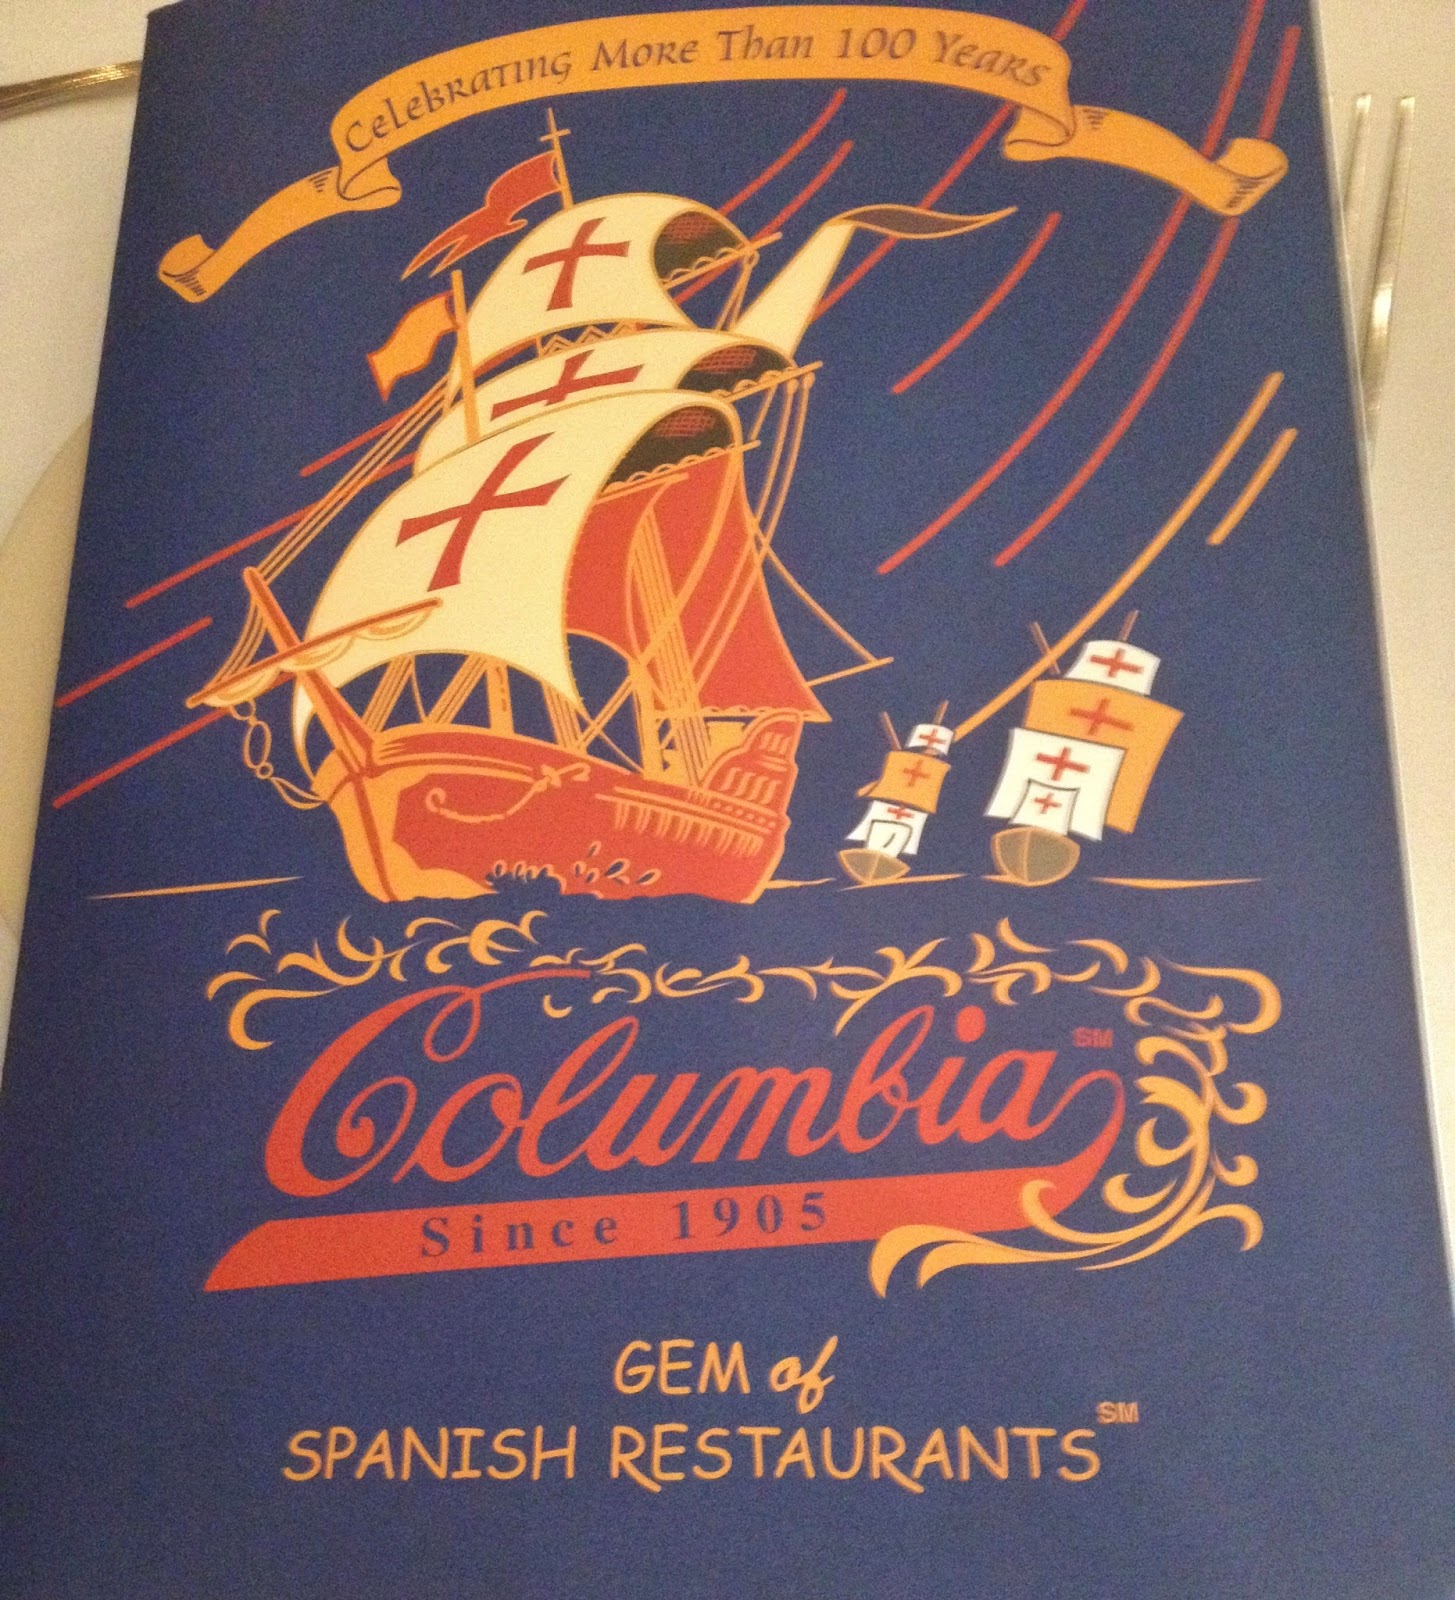 Celebrating More Than 100 Years
Columbia SM
Since 1905
GEM of
SPANISH RESTAURANTS SM